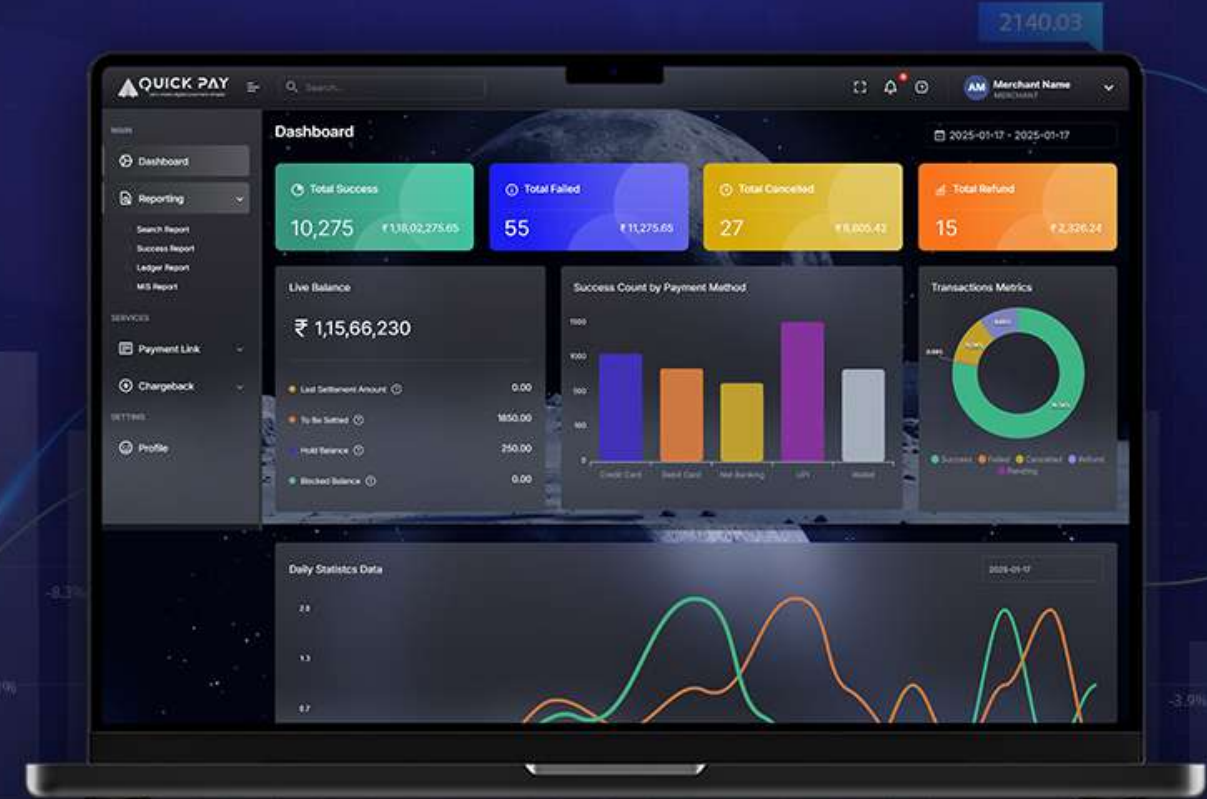 2140.03
QUICK PAY
Search...
AM
Merchant Name
MERCHANT
MAIN
Dashboard
Reporting
Search Report
Success Report
Ledger Report
MIS Report
SERVICES
Payment Link
Chargeback
SETTING
Profile
Dashboard
2025-01-17 - 2025-01-17
Total Success
10,275 ₹1,18,02,275.65
Total Failed
55 ₹11,275.65
Total Cancelled
27 ₹8,605.42
Total Refund
15 ₹2,326.24
Live Balance
₹ 1,15,66,230
Last Settlement Amount 0.00
To Be Settled 1850.00
Hold Balance 250.00
Blocked Balance 0.00
Success Count by Payment Method
1500
1000
500
100
0
Credit Card Debit Card Net Banking UPI Wallet
Transactions Metrics
Success Failed Cancelled Refund
Pending
Daily Statistcs Data
2025-01-17
2.0
1.3
0.7
-8.3%
-3.9%